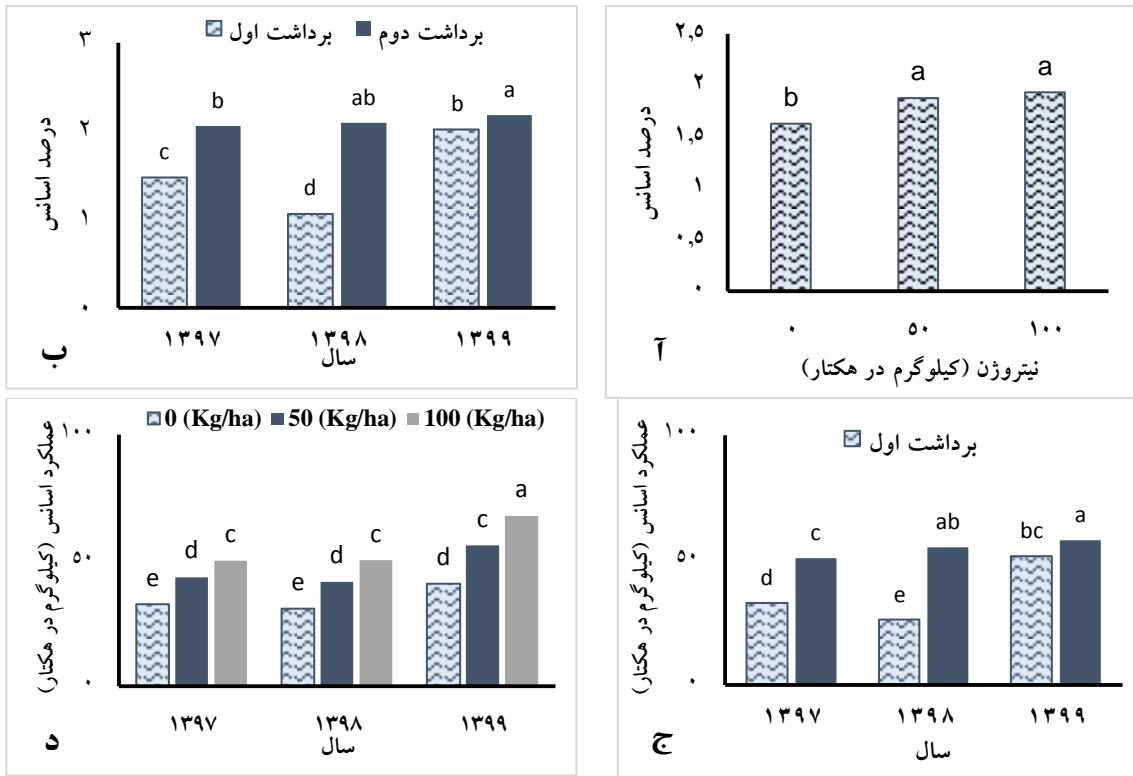 برداشت اول برداشت دوم
۳
۲
۱
۰
درصد اسانس
c b d ab b a
۱۳۹۷ ۱۳۹۸ ۱۳۹۹
سال
ب
۲,۵
۲
۱,۵
۱
۰,۵
۰
درصد اسانس
b a a
۰ ۵۰ ۱۰۰
نیتروژن (کیلوگرم در هکتار)
آ
0 (Kg/ha) 50 (Kg/ha) 100 (Kg/ha)
۱۰۰
۵۰
۰
عملکرد اسانس (کیلوگرم در هکتار)
e d c e d c d c a
۱۳۹۷ ۱۳۹۸ ۱۳۹۹
سال
د
برداشت اول
۱۰۰
۵۰
۰
عملکرد اسانس (کیلوگرم در هکتار)
d c e ab bc a
۱۳۹۷ ۱۳۹۸ ۱۳۹۹
سال
ج